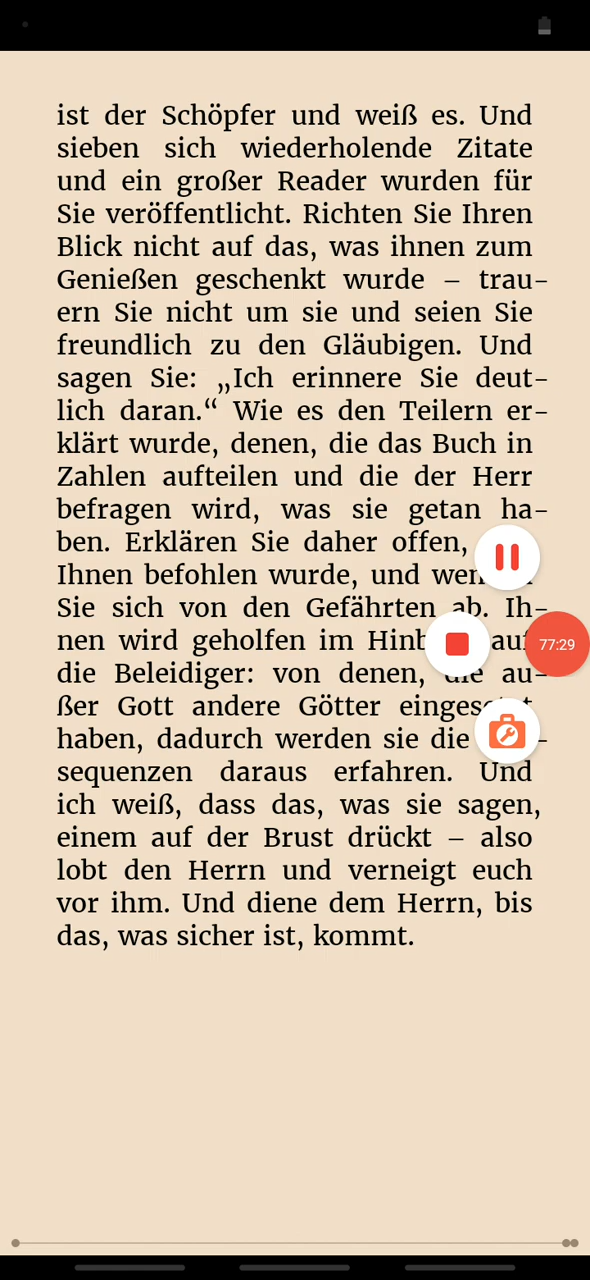 ist der Schöpfer und weiß es. Und
sieben sich wiederholende Zitate
und ein großer Reader wurden für
Sie veröffentlicht. Richten Sie Ihren
Blick nicht auf das, was ihnen zum
Genießen geschenkt wurde – trau-
ern Sie nicht um sie und seien Sie
freundlich zu den Gläubigen. Und
sagen Sie: „Ich erinnere Sie deut-
lich daran.“ Wie es den Teilern er-
klärt wurde, denen, die das Buch in
Zahlen aufteilen und die der Herr
befragen wird, was sie getan ha-
ben. Erklären Sie daher offen,
Ihnen befohlen wurde, und
Sie sich von den Gefährten ab. Ih-
nen wird geholfen im
die Beleidiger: von denen, die au-
ßer Gott andere Götter
haben, dadurch werden sie die
sequenzen daraus erfahren. Und
ich weiß, dass das, was sie sagen,
einem auf der Brust drückt – also
lobt den Herrn und verneigt euch
vor ihm. Und diene dem Herrn, bis
das, was sicher ist, kommt.
77:29